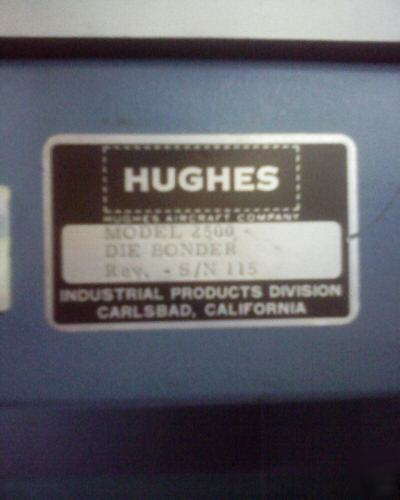 HUGHES
HUGHES AIRCRAFT COMPANY
MODEL 2500
DIE BONDER
Rev. - S/N 115
INDUSTRIAL PRODUCTS DIVISION
CARLSBAD, CALIFORNIA